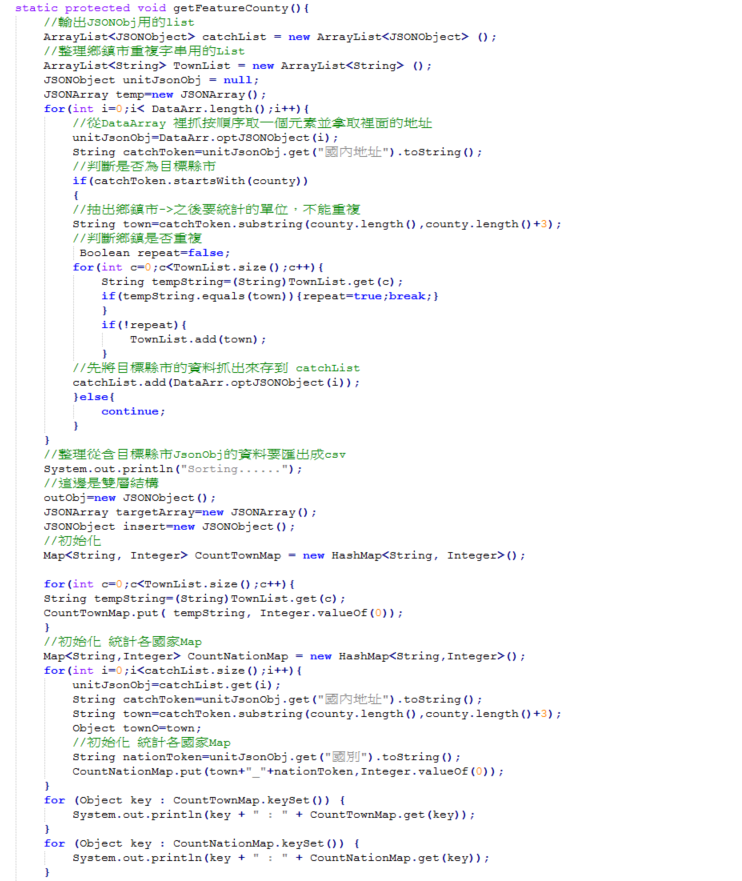 static protected void getFeatureCounty(){
//輸出JSONObj用的list
ArrayList<JSONObject> catchList = new ArrayList<JSONObject> ();
//整理鄉鎮市重複字串用的List
ArrayList<String> TownList = new ArrayList<String> ();
JSONObject unitJsonObj = null;
JSONArray temp=new JSONArray();
for(int i=0;i< DataArr.length();i++){
//從DataArray 裡抓按順序取一個元素並拿取裡面的地址
unitJsonObj=DataArr.optJSONObject(i);
String catchToken=unitJsonObj.get("國內地址").toString();
//判斷是否為目標縣市
if(catchToken.startsWith(county))
{
//抽出鄉鎮市->之後要統計的單位，不能重複
String town=catchToken.substring(county.length(),county.length()+3);
//判斷鄉鎮是否重複
Boolean repeat=false;
for(int c=0;c<TownList.size();c++){
String tempString=(String)TownList.get(c);
if(tempString.equals(town)){repeat=true;break;}
}
if(!repeat){
TownList.add(town);
}
//先將目標縣市的資料抓出來存到 catchList
catchList.add(DataArr.optJSONObject(i));
}else{
continue;
}
}
//整理從含目標縣市JsonObj的資料要匯出成csv
System.out.println("Sorting......");
//這邊是雙層結構
outObj=new JSONObject();
JSONArray targetArray=new JSONArray();
JSONObject insert=new JSONObject();
//初始化
Map<String, Integer> CountTownMap = new HashMap<String, Integer>();
for(int c=0;c<TownList.size();c++){
String tempString=(String)TownList.get(c);
CountTownMap.put( tempString, Integer.valueOf(0));
}
//初始化 統計各國家Map
Map<String,Integer> CountNationMap = new HashMap<String,Integer>();
for(int i=0;i<catchList.size();i++){
unitJsonObj=catchList.get(i);
String catchToken=unitJsonObj.get("國內地址").toString();
String town=catchToken.substring(county.length(),county.length()+3);
Object townO=town;
//初始化 統計各國家Map
String nationToken=unitJsonObj.get("國別").toString();
CountNationMap.put(town+"_"+nationToken,Integer.valueOf(0));
}
for (Object key : CountTownMap.keySet()) {
System.out.println(key + " : " + CountTownMap.get(key));
}
for (Object key : CountNationMap.keySet()) {
System.out.println(key + " : " + CountNationMap.get(key));
}